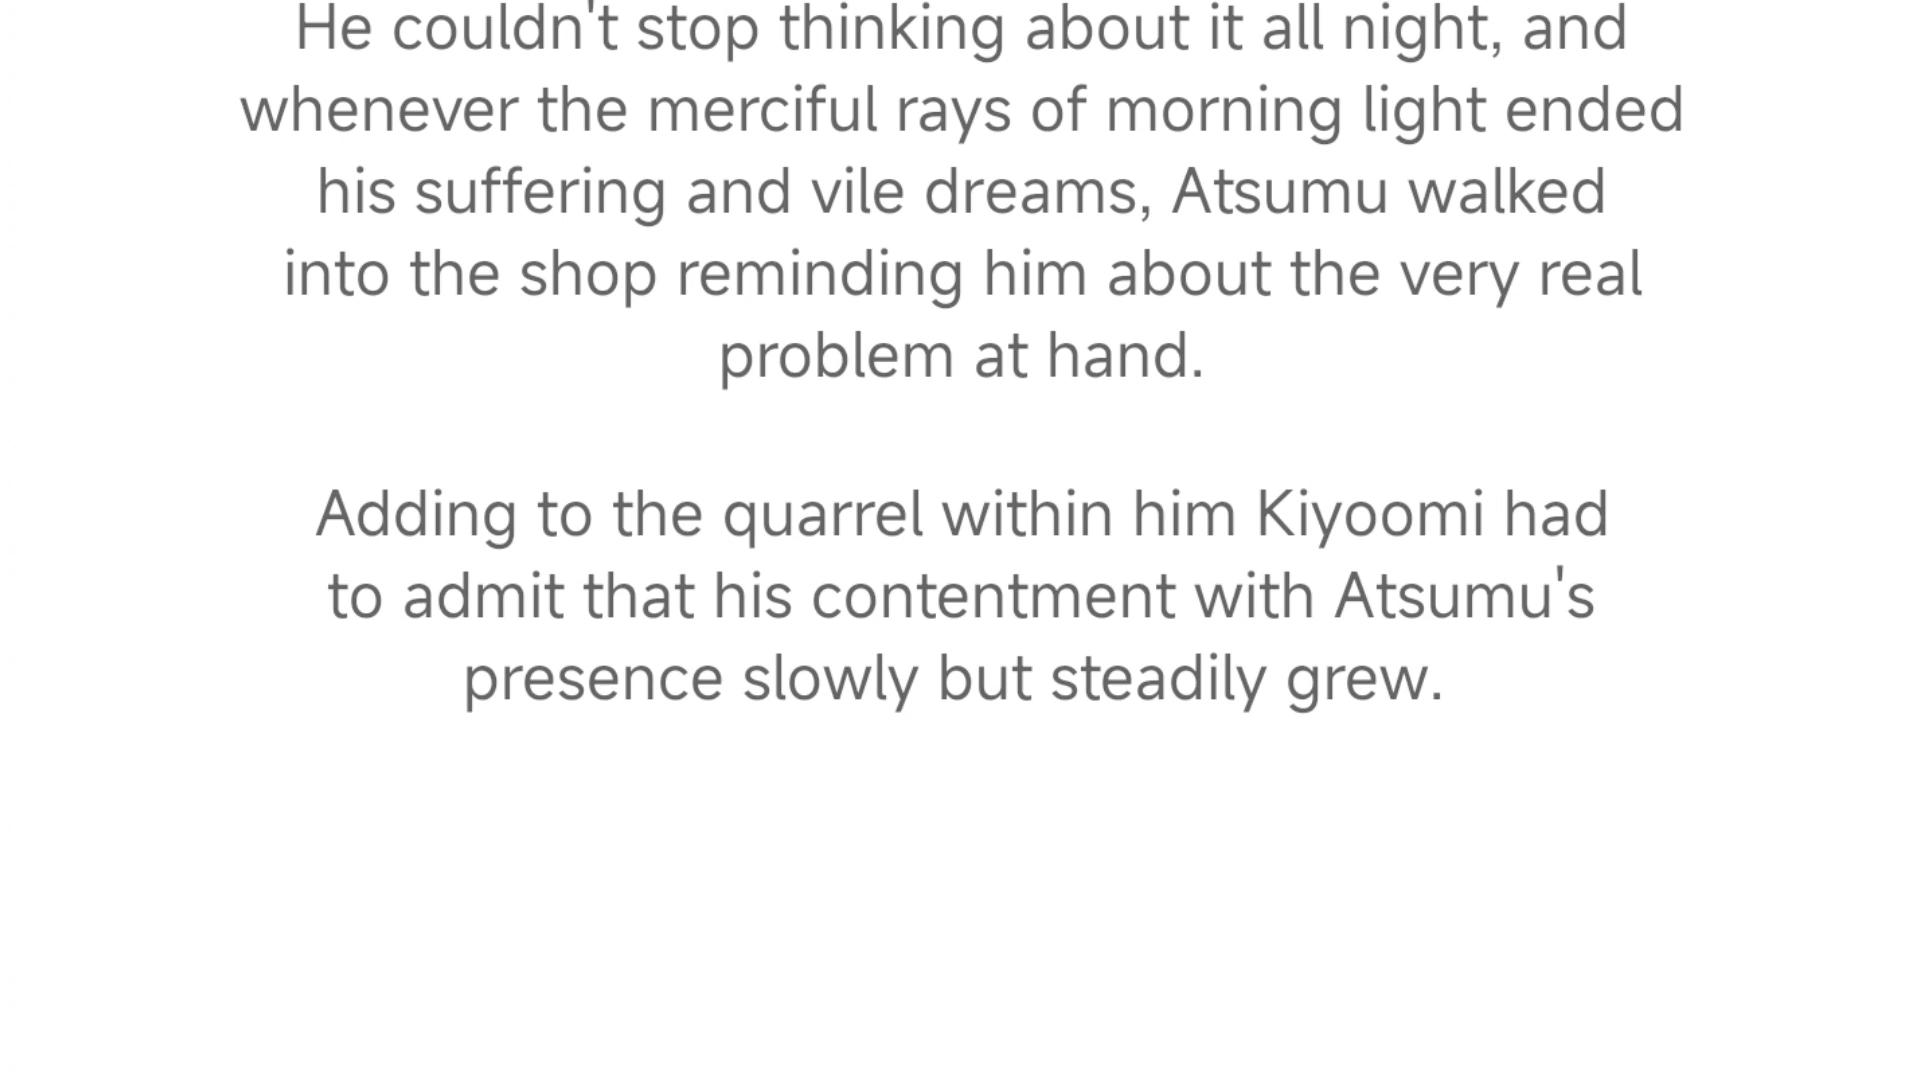 He couldn't stop thinking about it all night, and
whenever the merciful rays of morning light ended
his suffering and vile dreams, Atsumu walked
into the shop reminding him about the very real
problem at hand.
Adding to the quarrel within him Kiyoomi had
to admit that his contentment with Atsumu's
presence slowly but steadily grew.